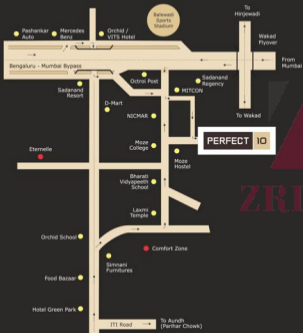 Balewadi
Sports
Stadium
To
Hinjewadi
Pashankar
Auto
Mercedes
Benz
Orchid /
VITS Hotel
Wakad
Flyover
Bengaluru - Mumbai Bypass
From
Mumbai
Octroi Post
Sadanand
Regency
Sadanand
Resort
MITCON
D-Mart
NICMAR
To Wakad
PERFECT 10
Moze
College
Eternelle
Moze
Hostel
Bharati
Vidyapeeth
School
Laxmi
Temple
Orchid School
Comfort Zone
Simnani
Furnitures
Food Bazaar
Hotel Green Park
ITI Road
To Aundh
(Parihar Chowk)